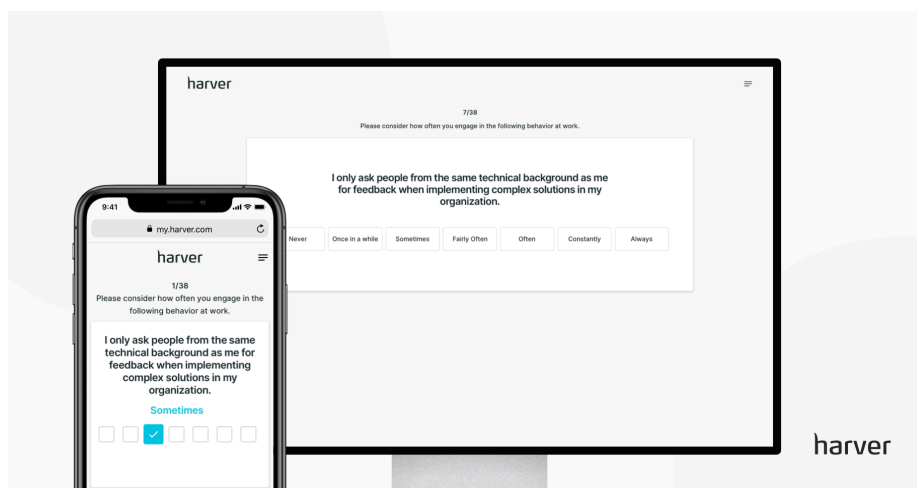 harver
7/38
Please consider how often you engage in the following behavior at work.
I only ask people from the same technical background as me
for feedback when implementing complex solutions in my
organization.
Never
Once in a while
Sometimes
Fairly Often
Often
Constantly
Always
9:41
my.harver.com
harver
1/38
Please consider how often you engage in the
following behavior at work.
I only ask people from the same
technical background as me for
feedback when implementing
complex solutions in my
organization.
Sometimes
harver